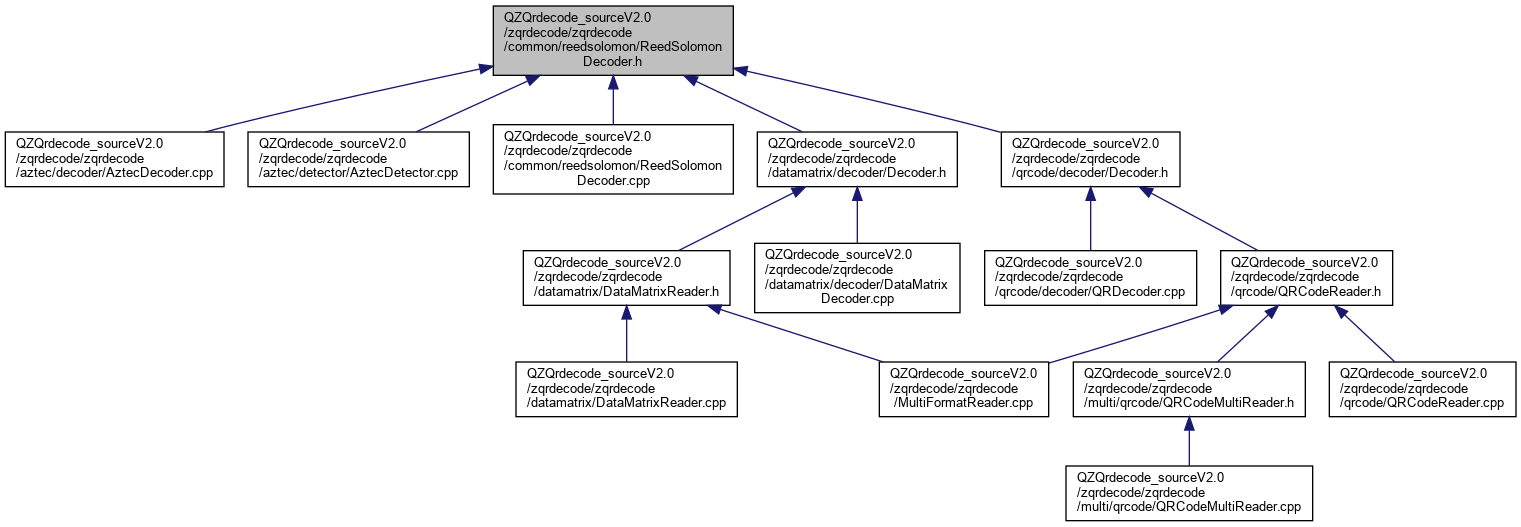 QZQrdecode_sourceV2.0
/zqrdecode/zqrdecode
/common/reedsolomon/ReedSolomon
Decoder.h
QZQrdecode_sourceV2.0
/zqrdecode/zqrdecode
/aztec/decoder/AztecDecoder.cpp
QZQrdecode_sourceV2.0
/zqrdecode/zqrdecode
/aztec/detector/AztecDetector.cpp
QZQrdecode_sourceV2.0
/zqrdecode/zqrdecode
/common/reedsolomon/ReedSolomon
Decoder.cpp
QZQrdecode_sourceV2.0
/zqrdecode/zqrdecode
/datamatrix/decoder/Decoder.h
QZQrdecode_sourceV2.0
/zqrdecode/zqrdecode
/qrcode/decoder/Decoder.h
QZQrdecode_sourceV2.0
/zqrdecode/zqrdecode
/datamatrix/DataMatrixReader.h
QZQrdecode_sourceV2.0
/zqrdecode/zqrdecode
/datamatrix/decoder/DataMatrix
Decoder.cpp
QZQrdecode_sourceV2.0
/zqrdecode/zqrdecode
/qrcode/decoder/QRDecoder.cpp
QZQrdecode_sourceV2.0
/zqrdecode/zqrdecode
/qrcode/QRCodeReader.h
QZQrdecode_sourceV2.0
/zqrdecode/zqrdecode
/datamatrix/DataMatrixReader.cpp
QZQrdecode_sourceV2.0
/zqrdecode/zqrdecode
/MultiFormatReader.cpp
QZQrdecode_sourceV2.0
/zqrdecode/zqrdecode
/multi/qrcode/QRCodeMultiReader.h
QZQrdecode_sourceV2.0
/zqrdecode/zqrdecode
/qrcode/QRCodeReader.cpp
QZQrdecode_sourceV2.0
/zqrdecode/zqrdecode
/multi/qrcode/QRCodeMultiReader.cpp